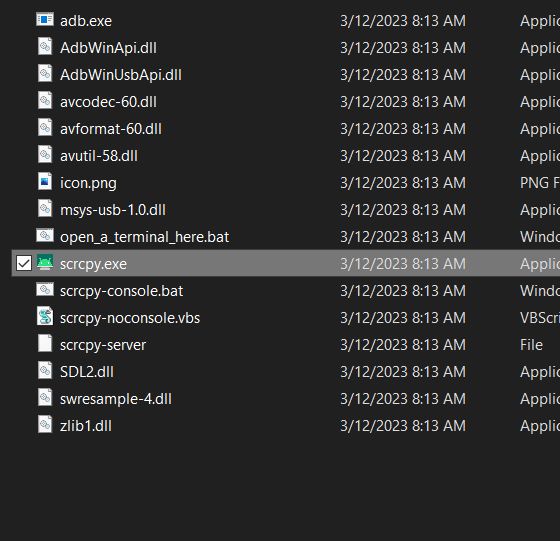 adb.exe 3/12/2023 8:13 AM Applic
AdbWinApi.dll 3/12/2023 8:13 AM Applic
AdbWinUsbApi.dll 3/12/2023 8:13 AM Applic
avcodec-60.dll 3/12/2023 8:13 AM Applic
avformat-60.dll 3/12/2023 8:13 AM Applic
avutil-58.dll 3/12/2023 8:13 AM Applic
icon.png 3/12/2023 8:13 AM PNG F
msys-usb-1.0.dll 3/12/2023 8:13 AM Applic
open_a_terminal_here.bat 3/12/2023 8:13 AM Windo
scrcpy.exe 3/12/2023 8:13 AM Applic
scrcpy-console.bat 3/12/2023 8:13 AM Windo
scrcpy-noconsole.vbs 3/12/2023 8:13 AM VBScri
scrcpy-server 3/12/2023 8:13 AM File
SDL2.dll 3/12/2023 8:13 AM Applic
swresample-4.dll 3/12/2023 8:13 AM Applic
zlib1.dll 3/12/2023 8:13 AM Applic